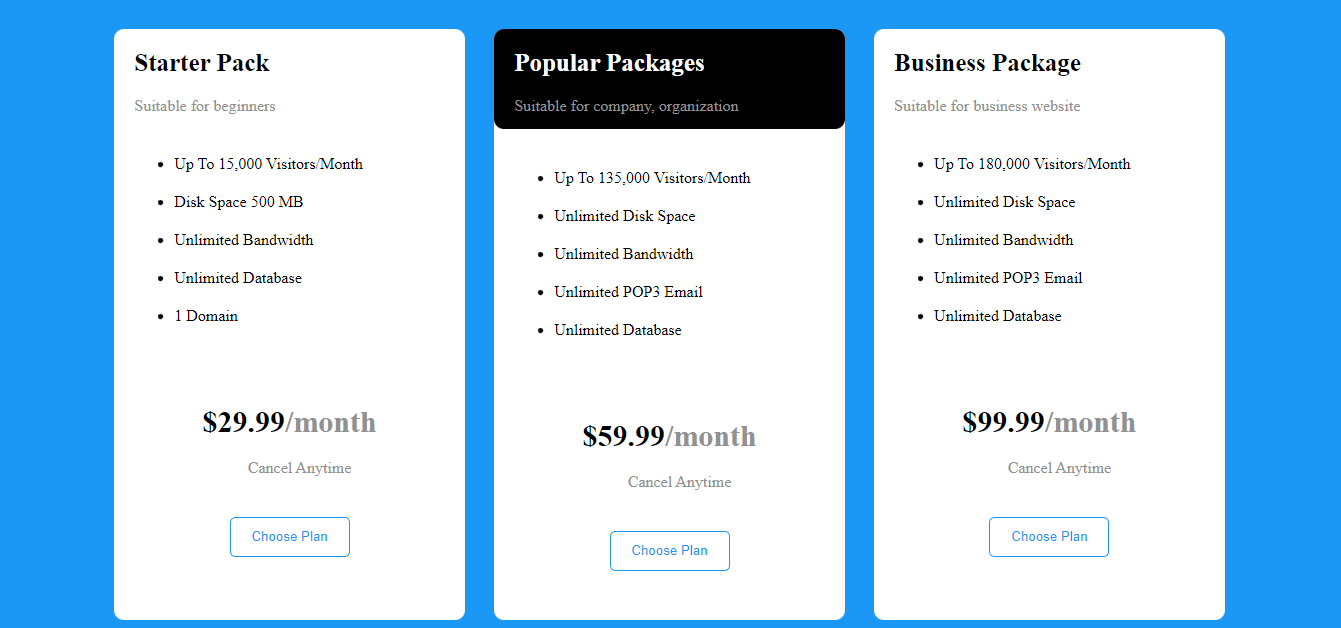 Starter Pack
Suitable for beginners
Up To 15,000 Visitors/Month
Disk Space 500 MB
Unlimited Bandwidth
Unlimited Database
1 Domain
$29.99/month
Cancel Anytime
Choose Plan
Popular Packages
Suitable for company, organization
Up To 135,000 Visitors/Month
Unlimited Disk Space
Unlimited Bandwidth
Unlimited POP3 Email
Unlimited Database
$59.99/month
Cancel Anytime
Choose Plan
Business Package
Suitable for business website
Up To 180,000 Visitors/Month
Unlimited Disk Space
Unlimited Bandwidth
Unlimited POP3 Email
Unlimited Database
$99.99/month
Cancel Anytime
Choose Plan